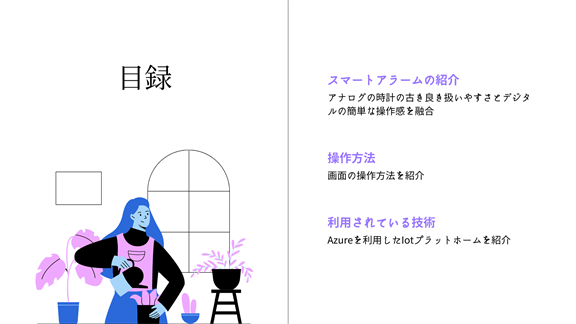 目録
スマートアラームの紹介
アナログの時計の古き良き扱いやすさとデジタ
ルの簡単な操作感を融合
操作方法
画面の操作方法を紹介
利用されている技術
Azureを利用したIotプラットホームを紹介